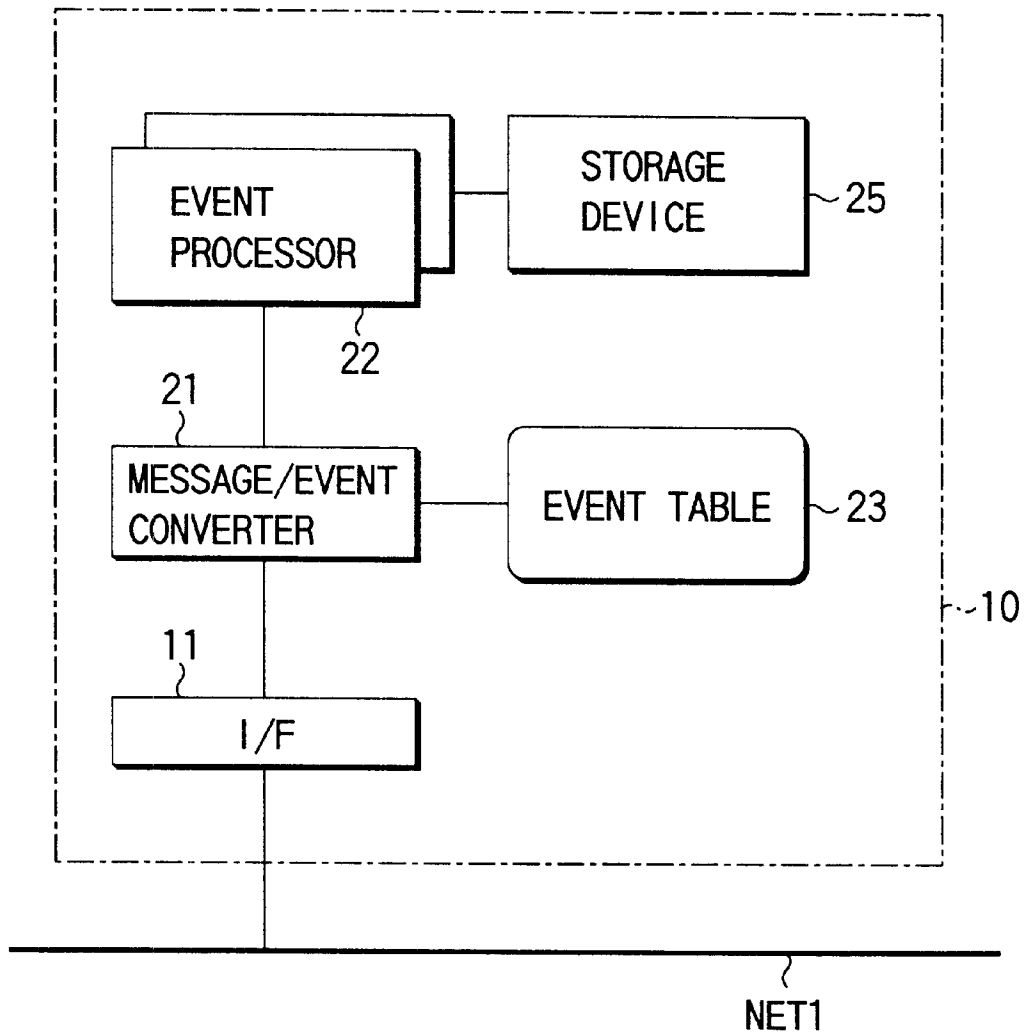 EVENT
PROCESSOR
22
STORAGE
DEVICE
25
21
MESSAGE/EVENT
CONVERTER
EVENT TABLE
23
10
11
I/F
NET1